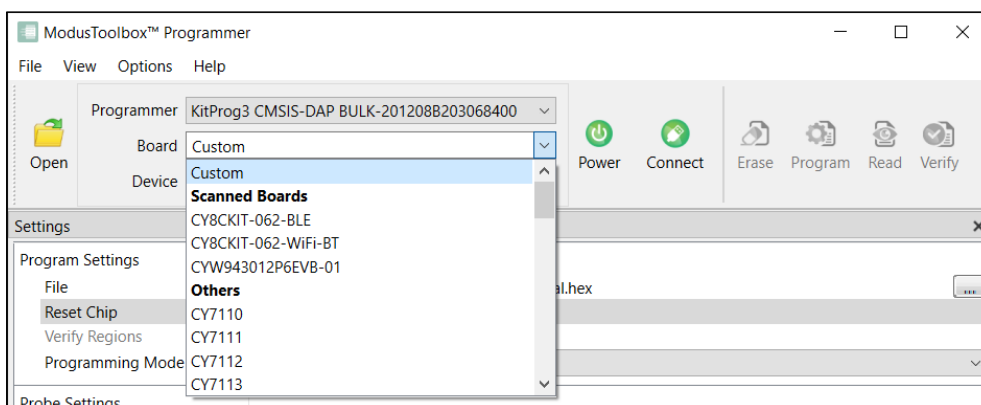 ModusToolbox™ Programmer
File View Options Help
Open
Programmer KitProg3 CMSIS-DAP BULK-201208B203068400
Board Custom
Device
Power Connect Erase Program Read Verify
Custom
Scanned Boards
CY8CKIT-062-BLE
CY8CKIT-062-WiFi-BT
CYW943012P6EVB-01
Others
CY7110
CY7111
CY7112
CY7113
Settings
Program Settings
File al.hex ...
Reset Chip
Verify Regions
Programming Mode
Probe Settings